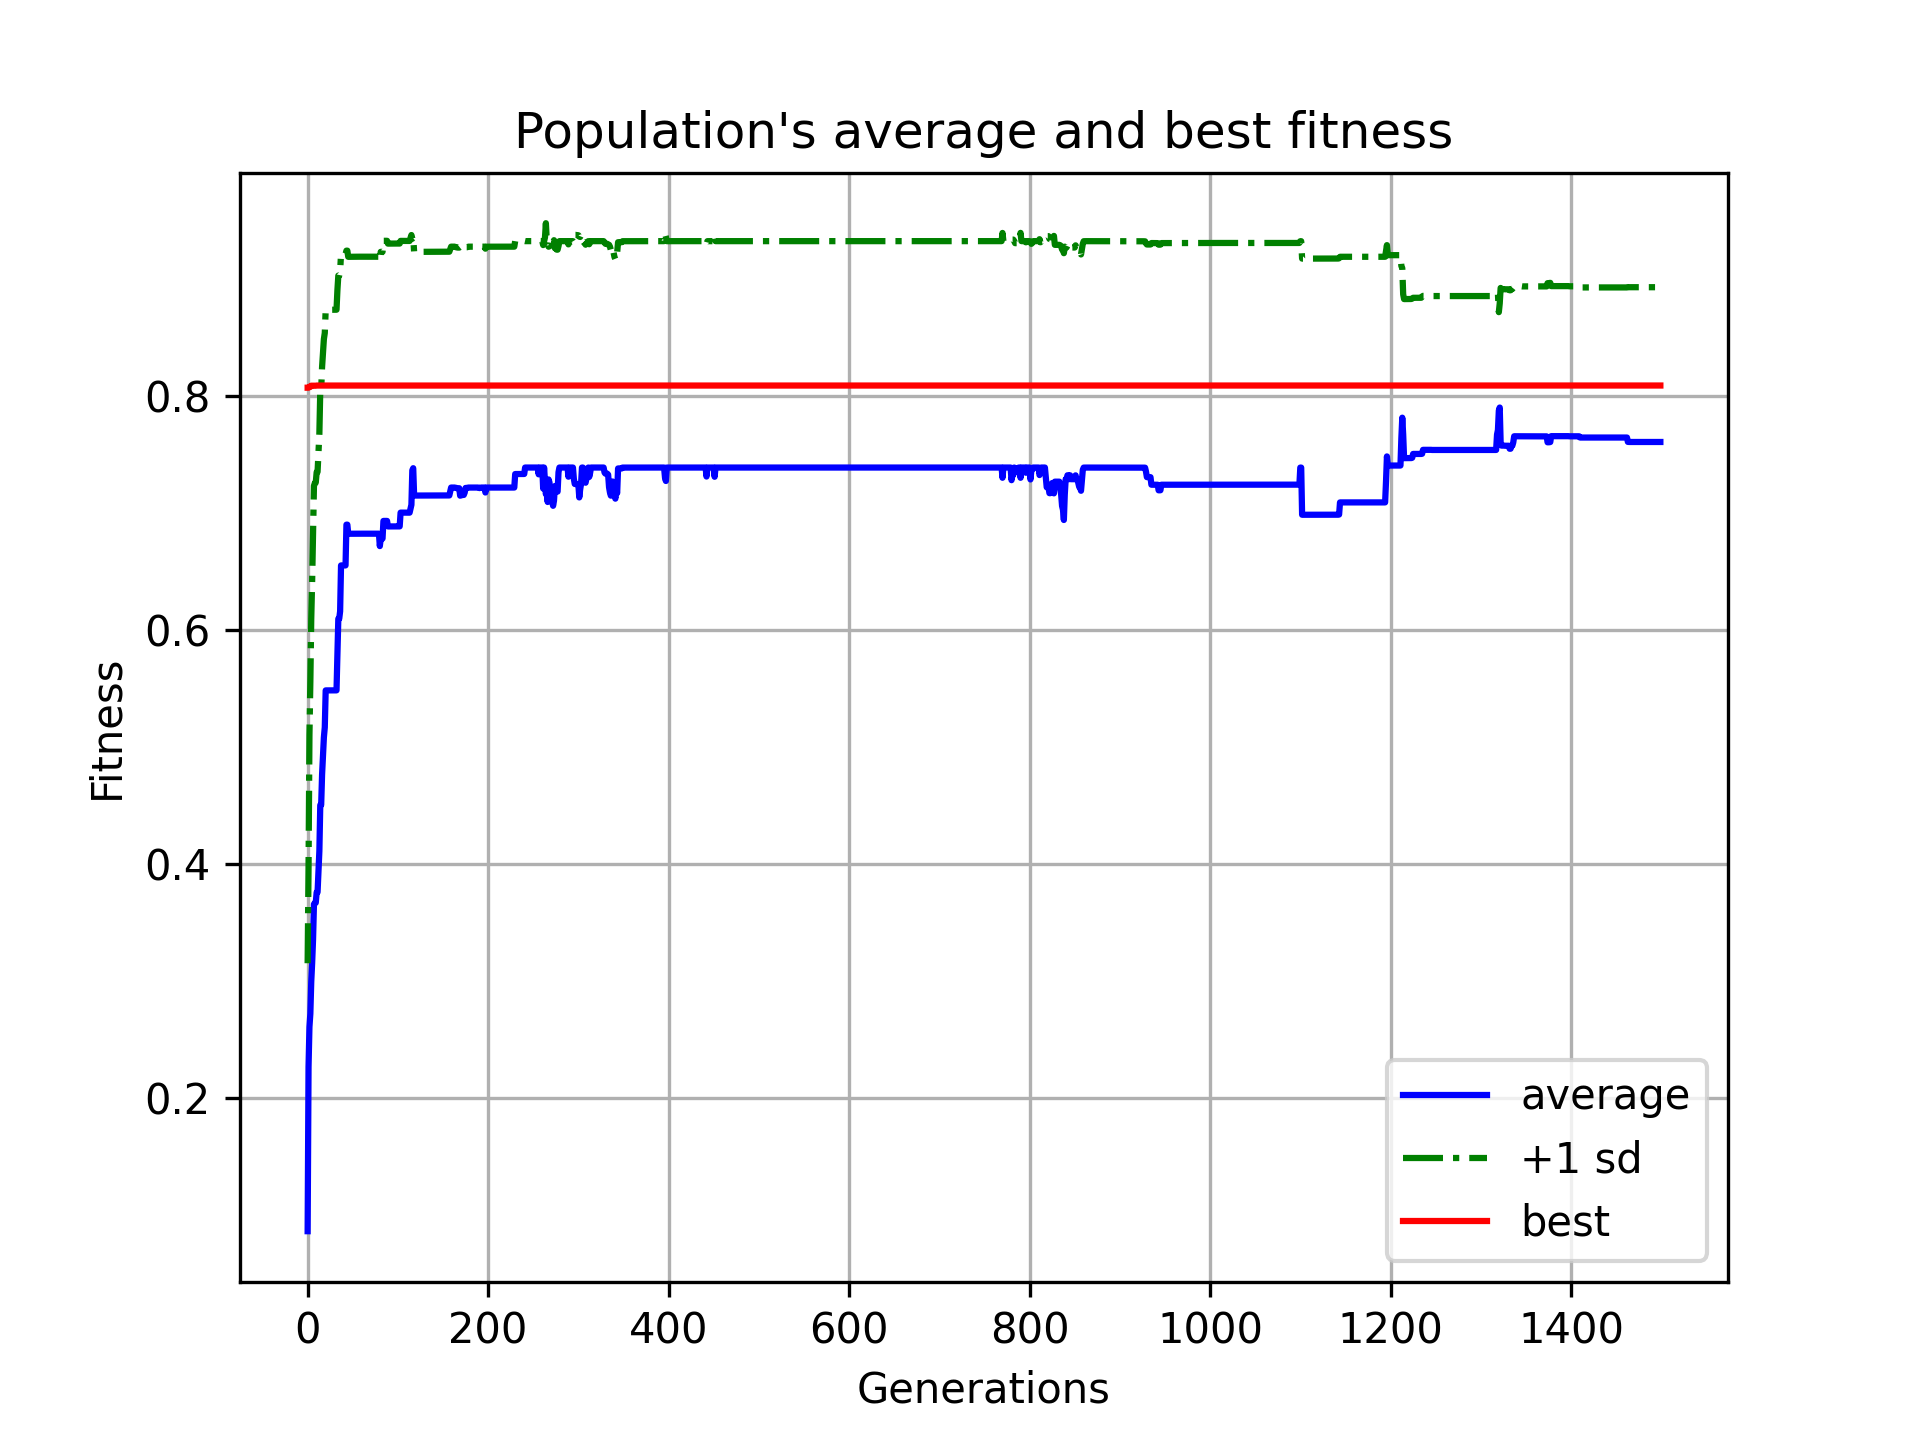 Population's average and best fitness
0.8
0.6
0.4
0.2
Fitness
0 200 400 600 800 1000 1200 1400
Generations
average
+1 sd
best